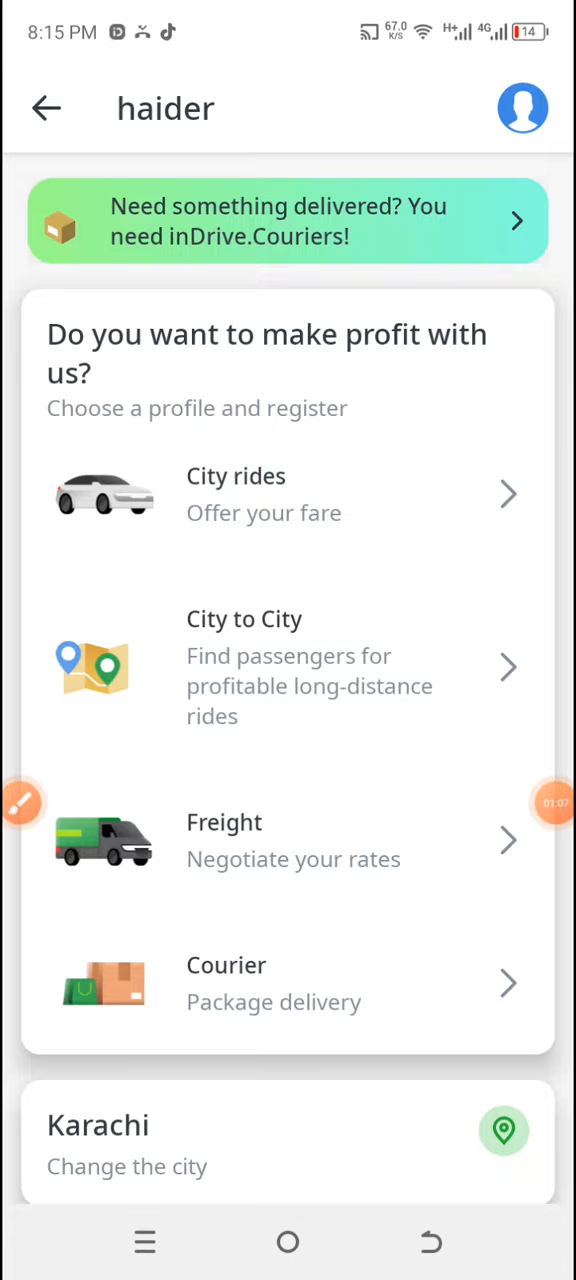 8:15 PM 67.0 K/S H+ 4G 14
haider
Need something delivered? You
need inDrive.Couriers!
Do you want to make profit with
us?
Choose a profile and register
City rides
Offer your fare
City to City
Find passengers for
profitable long-distance
rides
01:07
Freight
Negotiate your rates
Courier
Package delivery
Karachi
Change the city